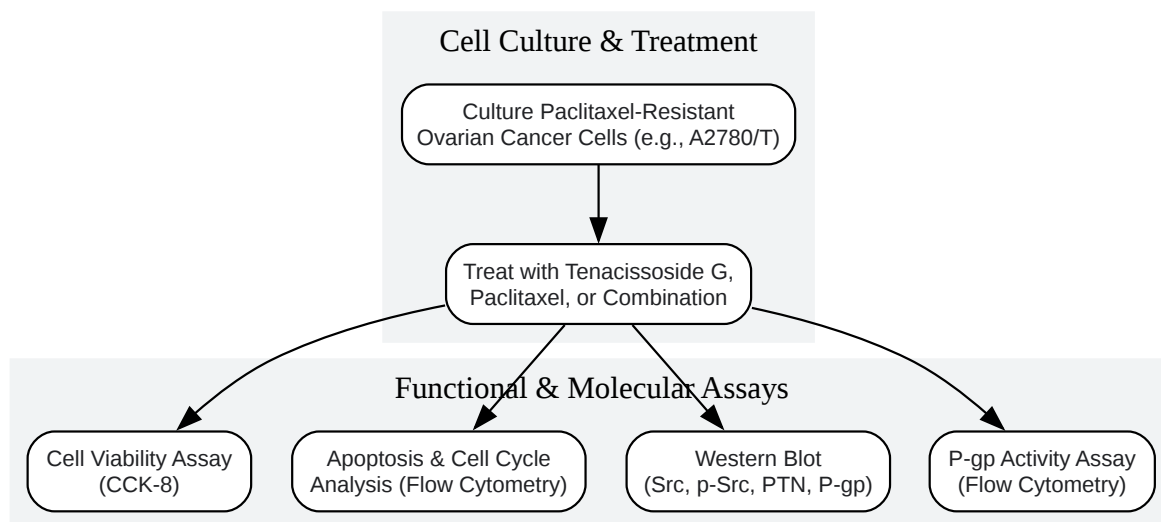 Cell Culture & Treatment
Culture Paclitaxel-Resistant
Ovarian Cancer Cells (e.g., A2780/T)
Treat with Tenacissoside G,
Paclitaxel, or Combination
Functional & Molecular Assays
Cell Viability Assay
(CCK-8)
Apoptosis & Cell Cycle
Analysis (Flow Cytometry)
Western Blot
(Src, p-Src, PTN, P-gp)
P-gp Activity Assay
(Flow Cytometry)